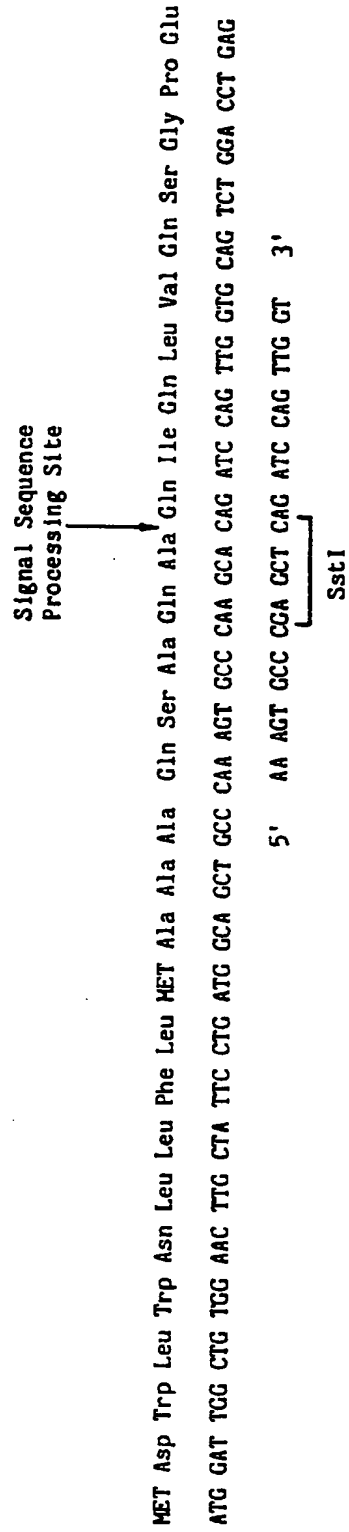 Signal Sequence
Processing Site
MET Asp Trp Leu Trp Asn Leu Leu Phe Leu MET Ala Ala Ala Gln Ser Ala Gln Ala Gln Ile Gln Leu Val Gln Ser Gly Pro Glu
ATG GAT TGG CTG TGG AAC TTG CTA TTC CTG ATG GCA GCT GCC CAA AGT GCC CAA GCA CAG ATC CAG TTG GTG CAG TCT GGA CCT GAG
5' AA AGT GCC CGA GCT CAG ATC CAG TTG GT 3'
SstI